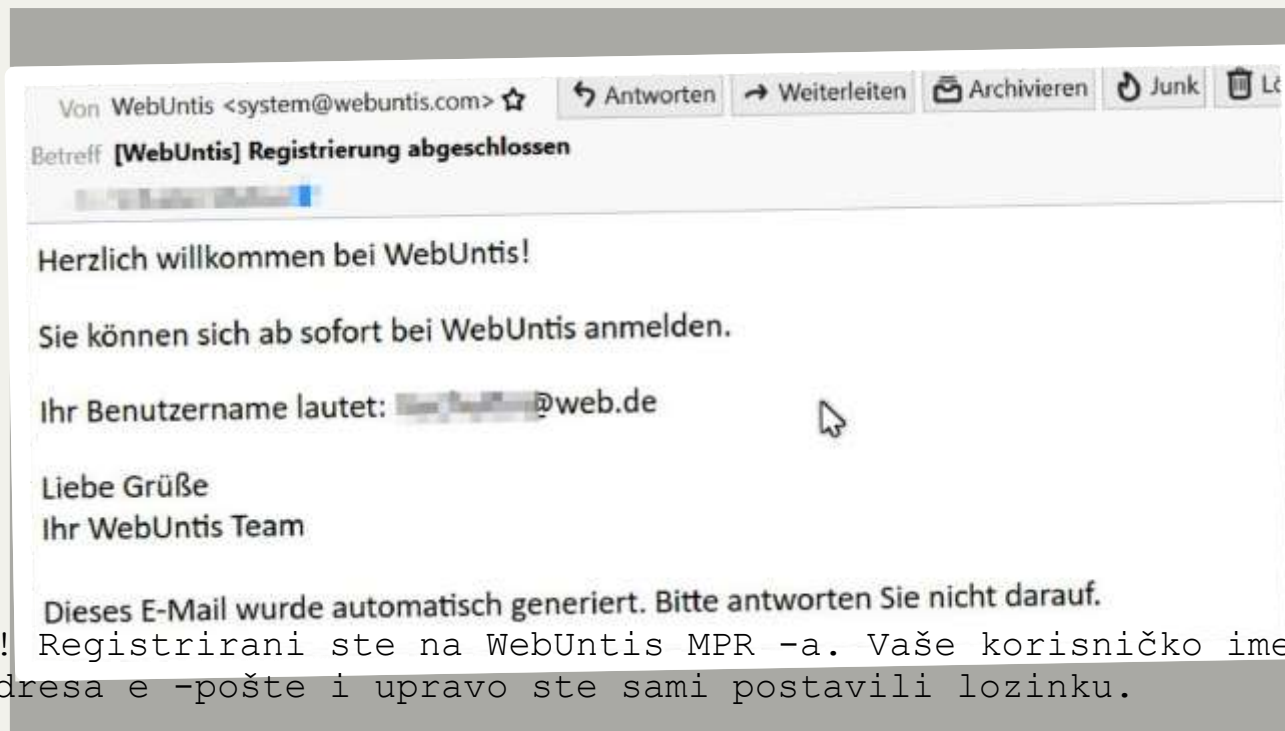 Von WebUntis <system@webuntis.com> Antworten Weiterleiten Archivieren Junk
Betreff [WebUntis] Registrierung abgeschlossen
Herzlich willkommen bei WebUntis!
Sie können sich ab sofort bei WebUntis anmelden.
Ihr Benutzername lautet: @web.de
Liebe Grüße
Ihr WebUntis Team
Dieses E-Mail wurde automatisch generiert. Bitte antworten Sie nicht darauf.
! Registrirani ste na WebUntis MPR -a. Vaše korisničko ime
e -pošte i upravo ste sami postavili lozinku.